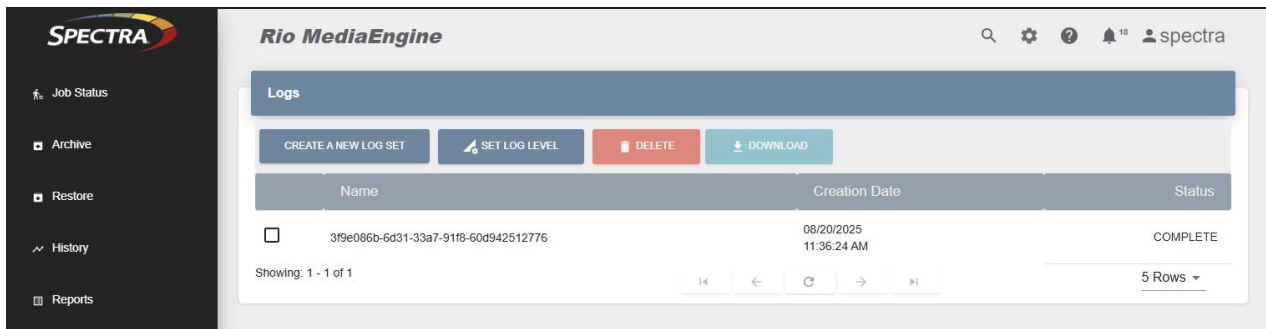 SPECTRA
Rio MediaEngine
18
spectra
Job Status
Archive
Restore
History
Reports
Logs
CREATE A NEW LOG SET
SET LOG LEVEL
DELETE
DOWNLOAD
Name Creation Date Status
3f9e086b-6d31-33a7-91f8-60d942512776
08/20/2025
11:36:24 AM
COMPLETE
Showing: 1 - 1 of 1
5 Rows